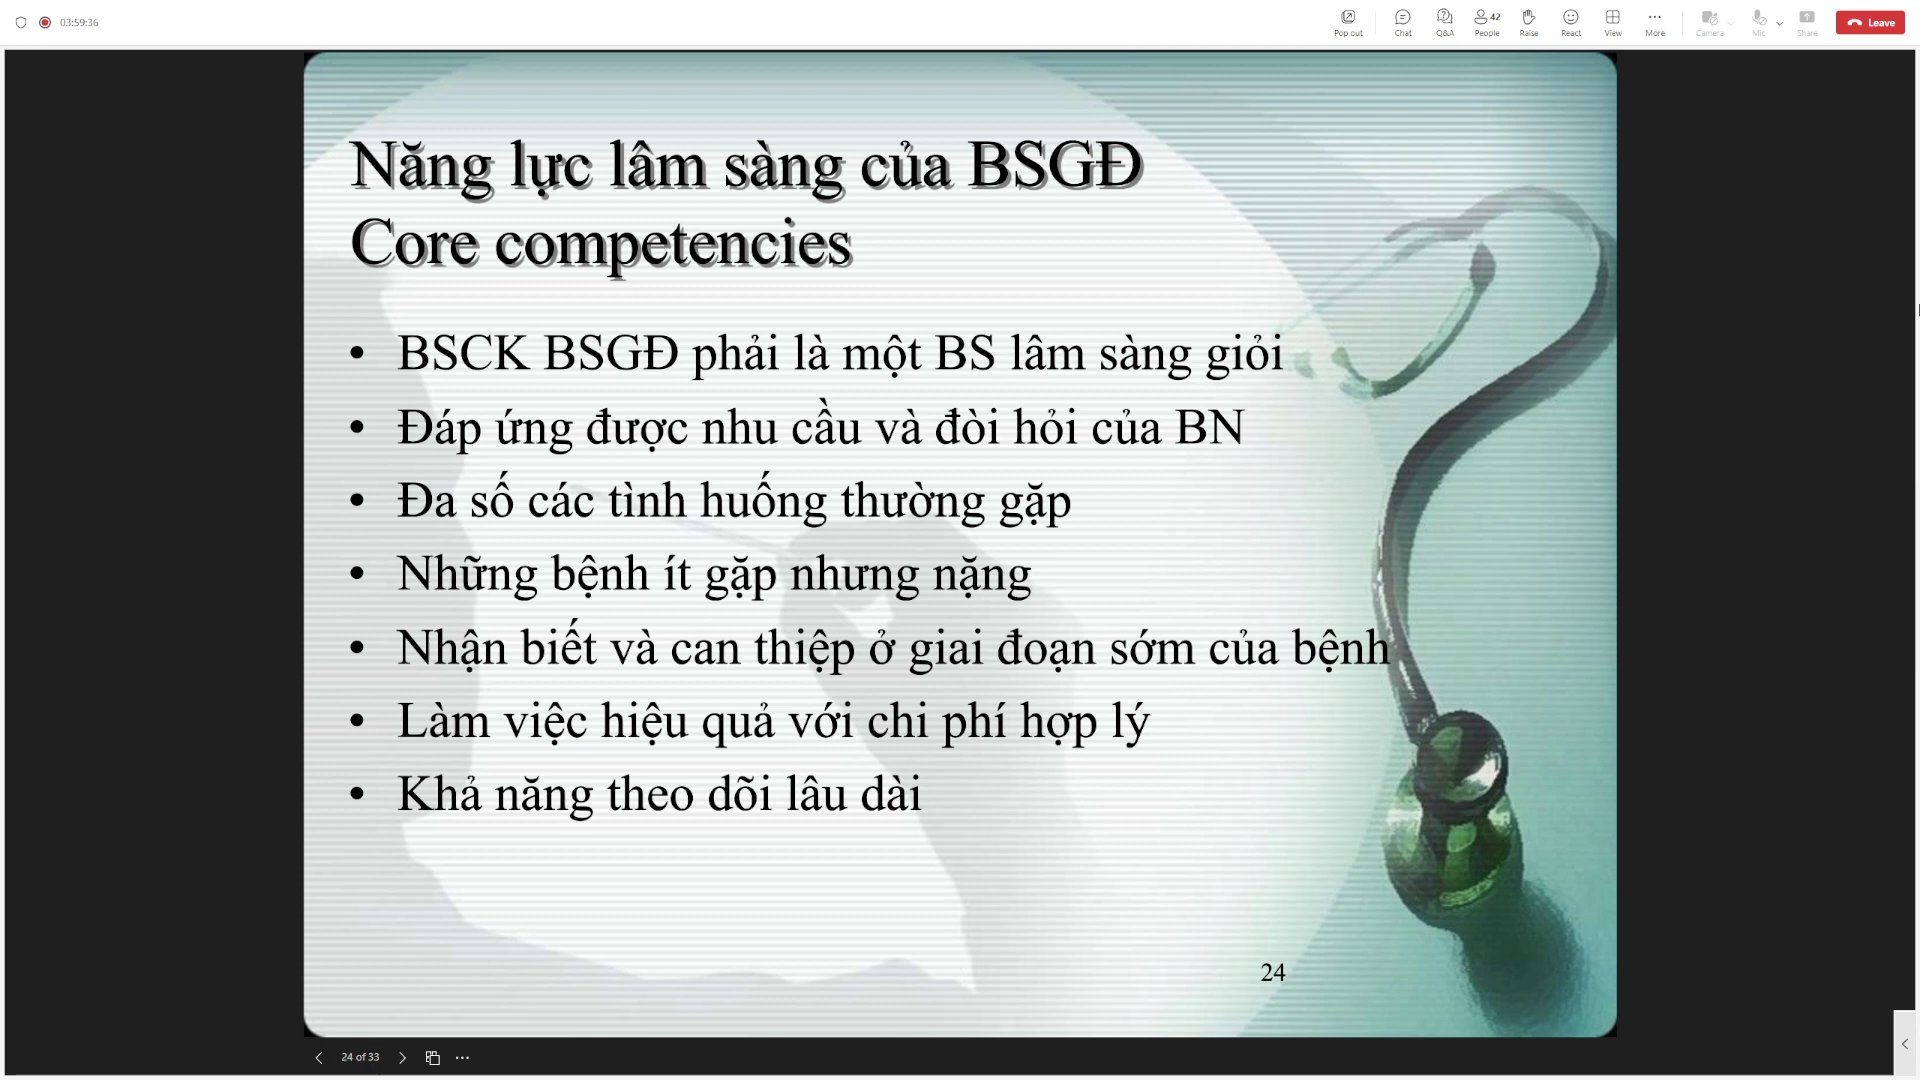 03:59:36
Pop out
Chat
Q&A
42
People
Raise
React
View
More
Camera
Mic
Share
Leave
Năng lực lâm sàng của BSGĐ
Core competencies
• BSCK BSGĐ phải là một BS lâm sàng giỏi
• Đáp ứng được nhu cầu và đòi hỏi của BN
• Đa số các tình huống thường gặp
• Những bệnh ít gặp nhưng nặng
• Nhận biết và can thiệp ở giai đoạn sớm của bệnh
• Làm việc hiệu quả với chi phí hợp lý
• Khả năng theo dõi lâu dài
24
24 of 33